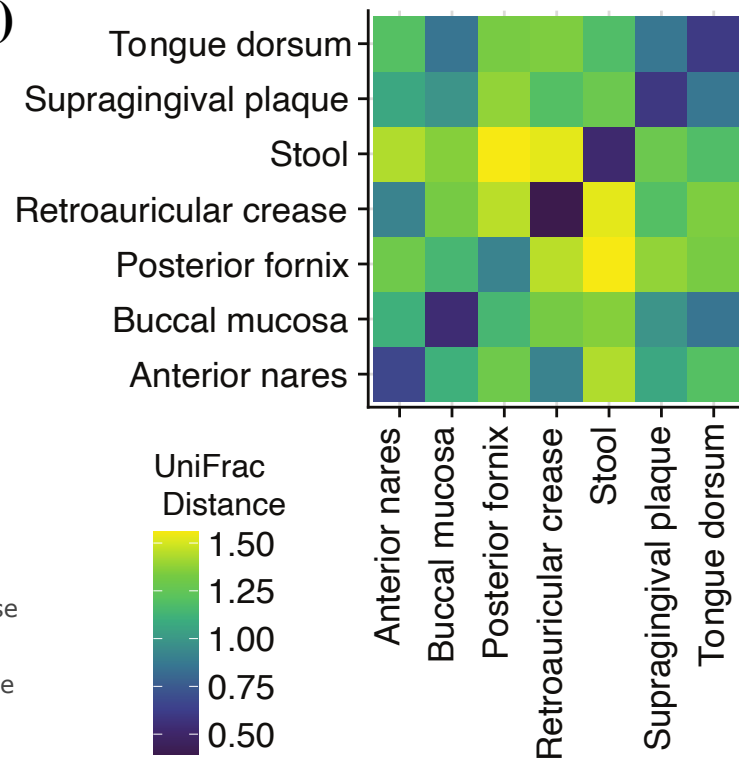 )
Tongue dorsum
Supragingival plaque
Stool
Retroauricular crease
Posterior fornix
Buccal mucosa
Anterior nares
Anterior nares
Buccal mucosa
Posterior fornix
Retroauricular crease
Stool
Supragingival plaque
Tongue dorsum
UniFrac
Distance
1.50
1.25
1.00
0.75
0.50
se
e